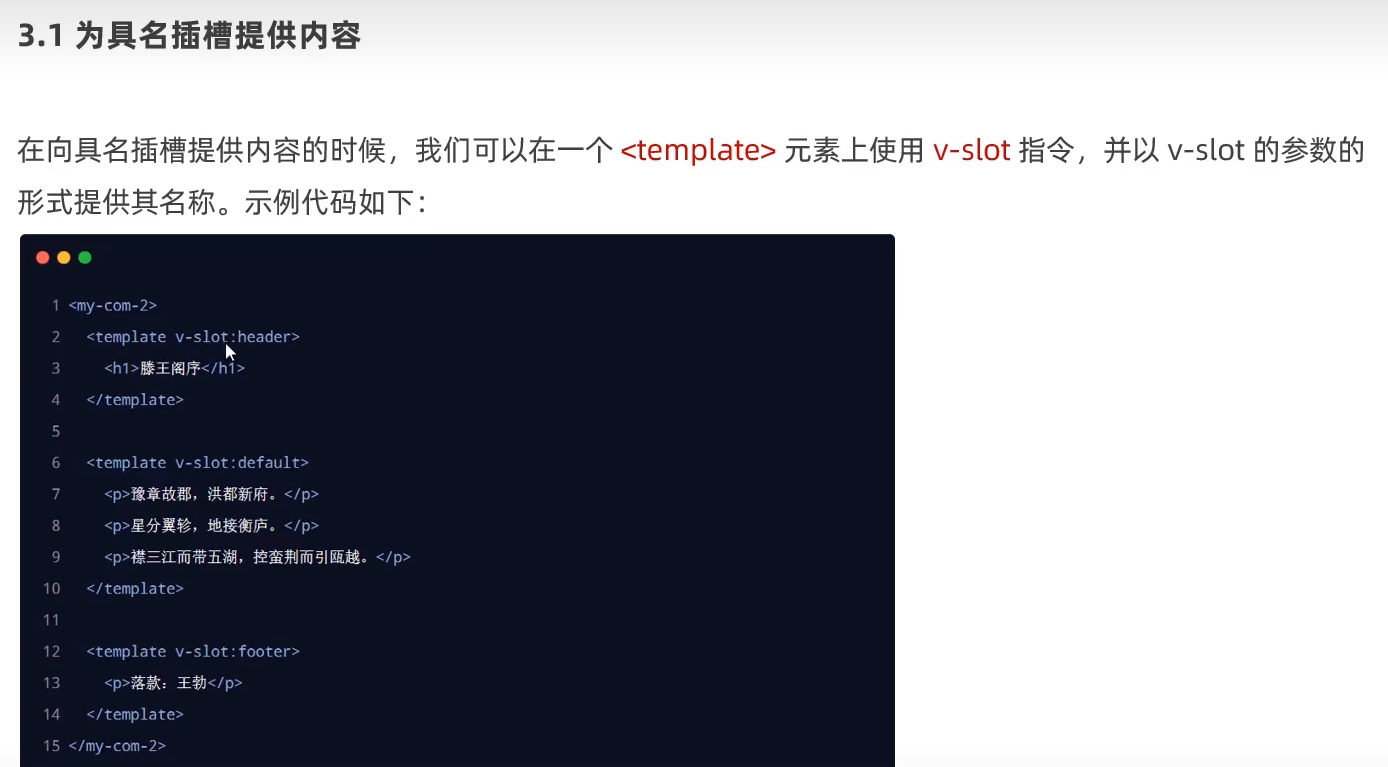 3.1 为具名插槽提供内容
在向具名插槽提供内容的时候，我们可以在一个 <template> 元素上使用 v-slot 指令，并以 v-slot 的参数的
形式提供其名称。示例代码如下：
1 <my-com-2>
2   <template v-slot:header>
3     <h1>滕王阁序</h1>
4   </template>
5
6   <template v-slot:default>
7     <p>豫章故郡，洪都新府。</p>
8     <p>星分翼轸，地接衡庐。</p>
9     <p>襟三江而带五湖，控蛮荆而引瓯越。</p>
10   </template>
11
12   <template v-slot:footer>
13     <p>落款：王勃</p>
14   </template>
15 </my-com-2>